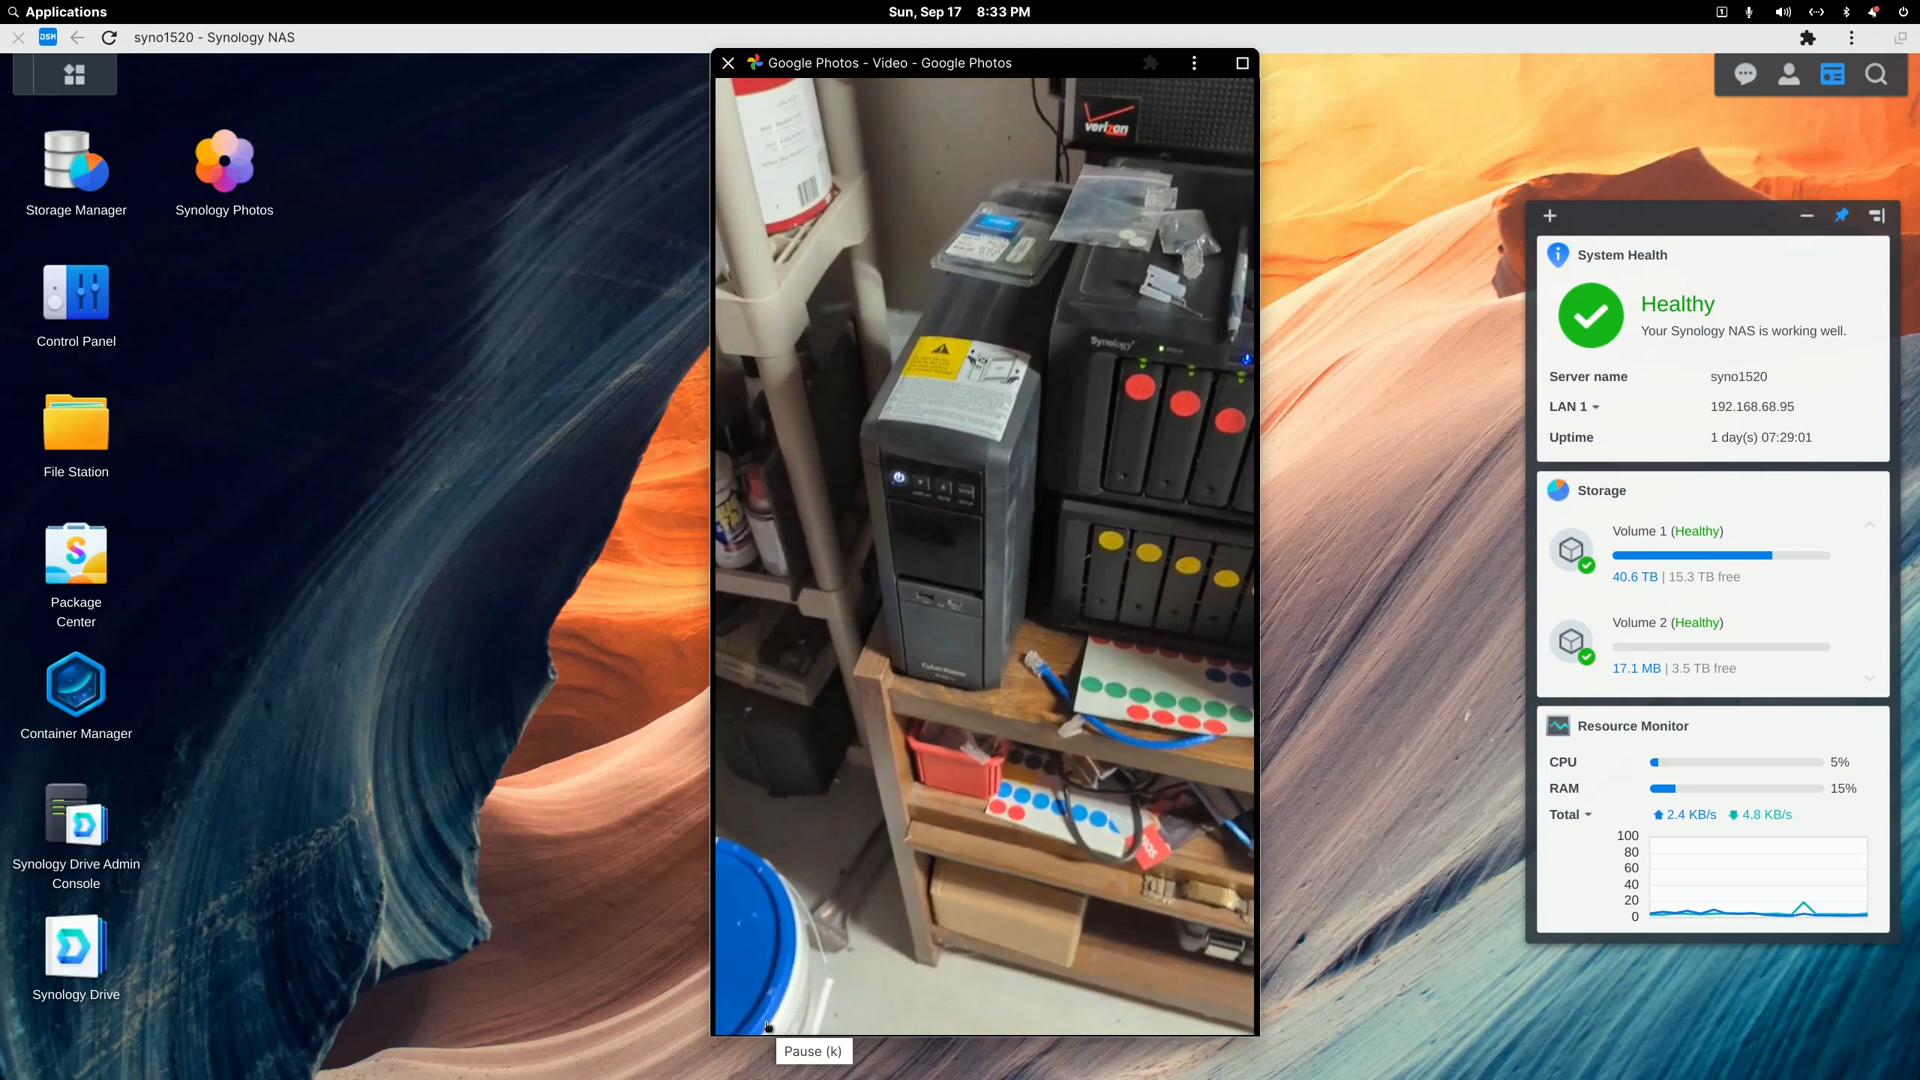 Applications
Sun, Sep 17 8:33 PM
syno1520 - Synology NAS
Google Photos - Video - Google Photos
Storage Manager
Synology Photos
Control Panel
File Station
Package
Center
Container Manager
Synology Drive Admin
Console
Synology Drive
verizon
Synology
CyberPower
Pause (k)
System Health
Healthy
Your Synology NAS is working well.
Server name syno1520
LAN 1 192.168.68.95
Uptime 1 day(s) 07:29:01
Storage
Volume 1 (Healthy)
40.6 TB | 15.3 TB free
Volume 2 (Healthy)
17.1 MB | 3.5 TB free
Resource Monitor
CPU 5%
RAM 15%
Total 2.4 KB/s 4.8 KB/s
100
80
60
40
20
0